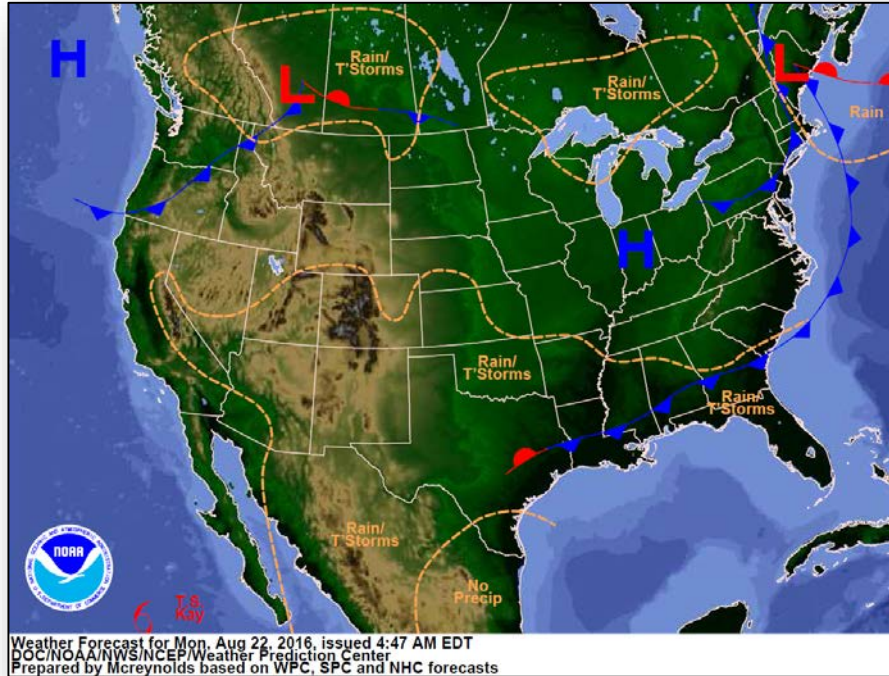 H
Rain/
T'Storms
L
Rain/
T'Storms
L
Rain
H
Rain/
T'Storms
Rain/
T'Storms
Rain/
T'Storms
No
Precip
NOAA
T.S.
Kay
Weather Forecast for Mon, Aug 22, 2016, issued 4:47 AM EDT
DOC/NOAA/NWS/NCEP/Weather Prediction Center
Prepared by Mcreynolds based on WPC, SPC and NHC forecasts